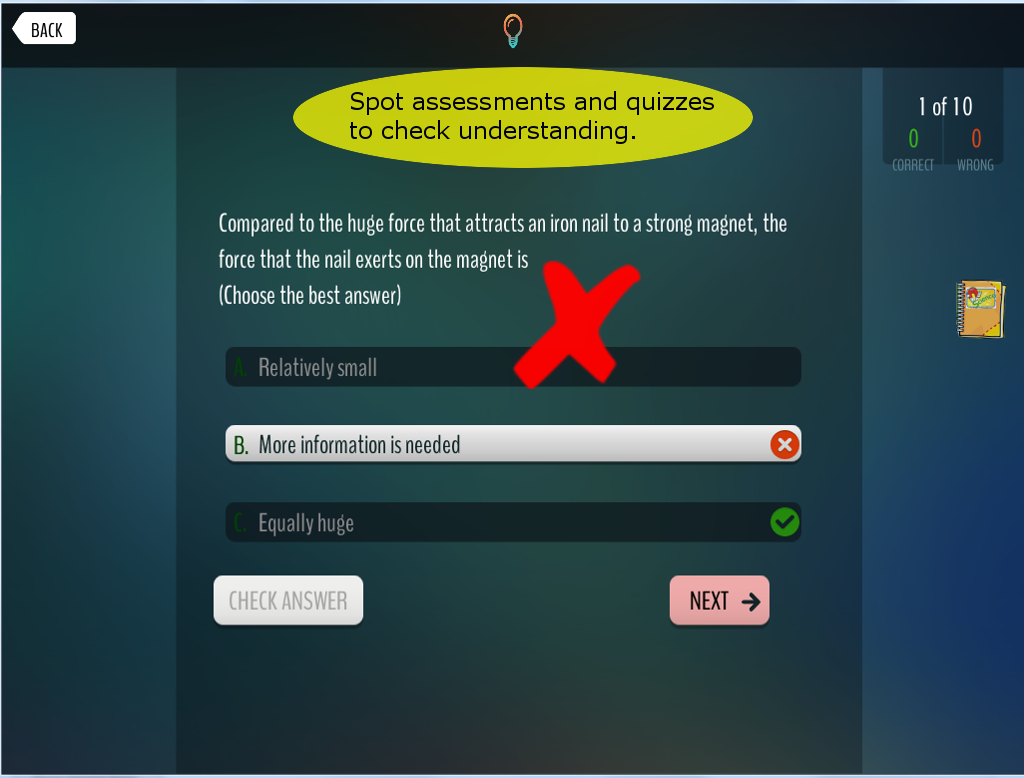 BACK
Spot assessments and quizzes
to check understanding.
1 of 10
0 0
CORRECT WRONG
Compared to the huge force that attracts an iron nail to a strong magnet, the
force that the nail exerts on the magnet is
(Choose the best answer)
Science
A. Relatively small
B. More information is needed
C. Equally huge
CHECK ANSWER
NEXT